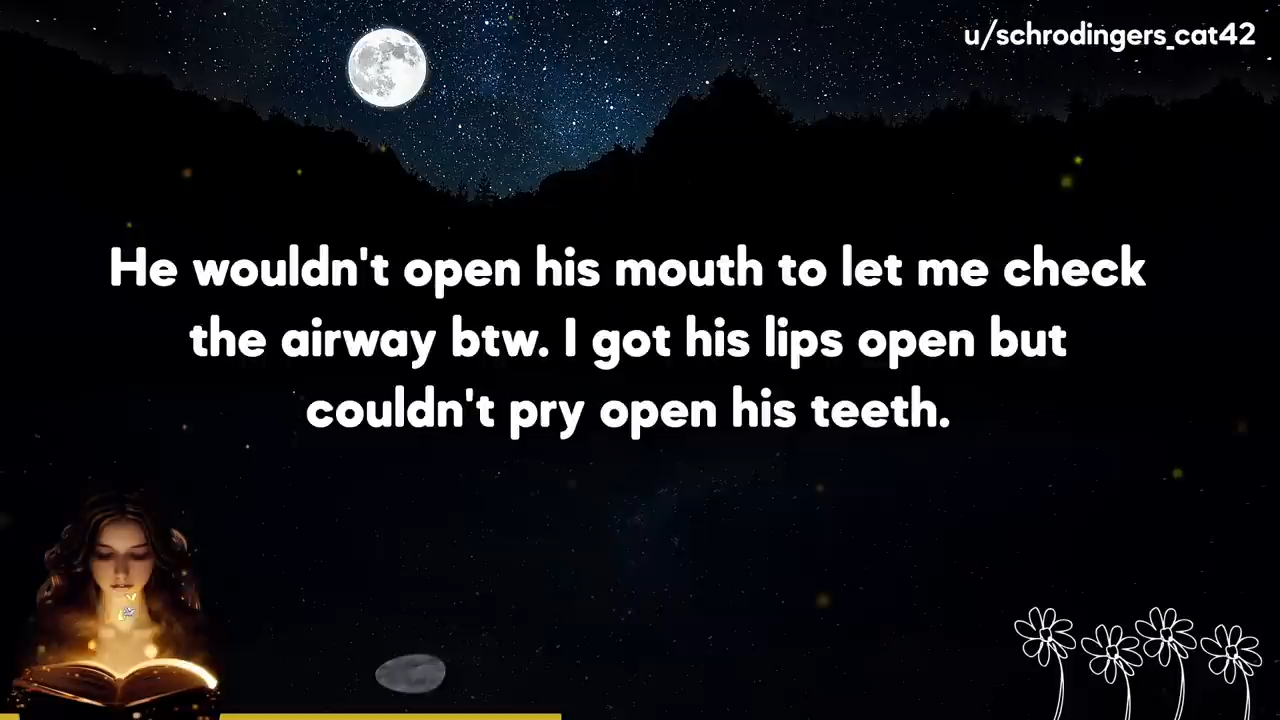 u/schrodingers_cat42
He wouldn't open his mouth to let me check
the airway btw. I got his lips open but
couldn't pry open his teeth.